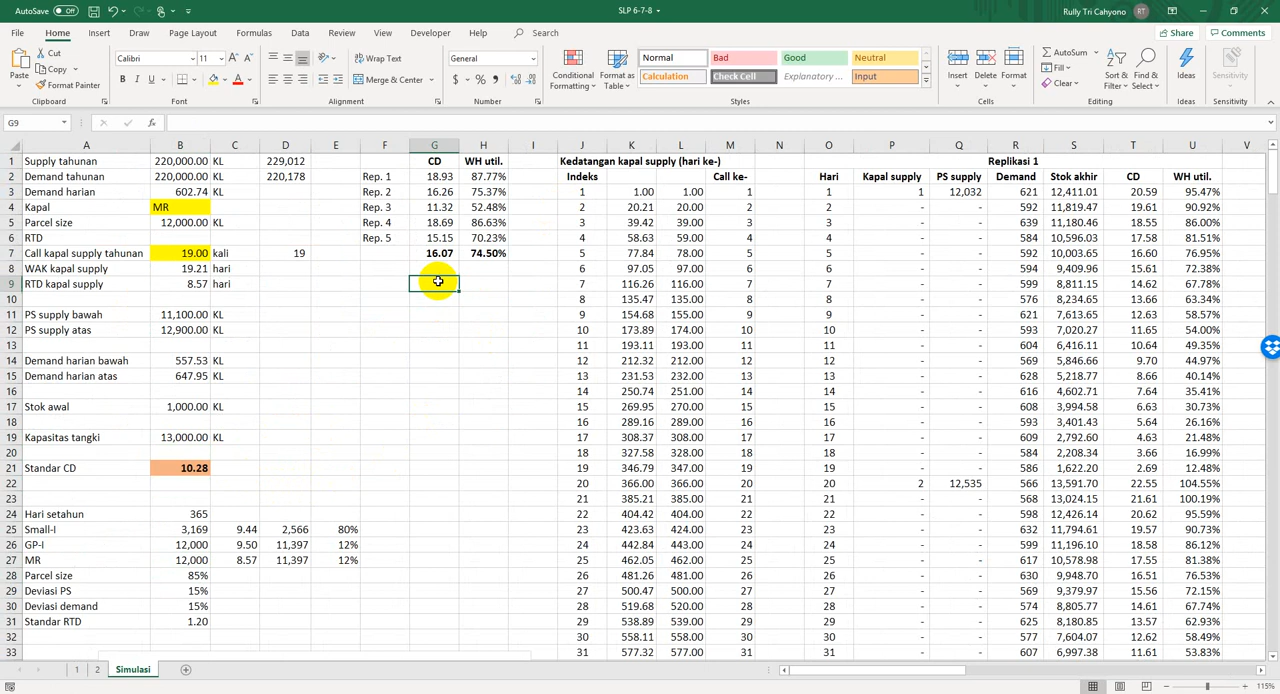 AutoSave Off SLP 6-7-8 Rully Tri Cahyono RT
File Home Insert Draw Page Layout Formulas Data Review View Developer Help Search Share Comments
Paste Cut Copy Format Painter Calibri 11 Wrap Text Merge & Center General Conditional Formatting Format as Table Normal Bad Good Neutral Calculation Check Cell Explanatory ... Input Insert Delete Format AutoSum Fill Clear Sort & Filter Find & Select Ideas Sensitivity
Clipboard Font Alignment Number Styles Cells Editing Ideas Sensitivity
G9
A B C D E F G H I J K L M N O P Q R S T U V
1 Supply tahunan 220,000.00 KL 229,012 CD WH util. Kedatangan kapal supply (hari ke-) Replikasi 1
2 Demand tahunan 220,000.00 KL 220,178 Rep. 1 18.93 87.77% Indeks Call ke- Hari Kapal supply PS supply Demand Stok akhir CD WH util.
3 Demand harian 602.74 KL Rep. 2 16.26 75.37% 1 1.00 1.00 1 1 1 12,032 621 12,411.01 20.59 95.47%
4 Kapal MR Rep. 3 11.32 52.48% 2 20.21 20.00 2 2 - - 592 11,819.47 19.61 90.92%
5 Parcel size 12,000.00 KL Rep. 4 18.69 86.63% 3 39.42 39.00 3 3 - - 639 11,180.46 18.55 86.00%
6 RTD Rep. 5 15.15 70.23% 4 58.63 59.00 4 4 - - 584 10,596.03 17.58 81.51%
7 Call kapal supply tahunan 19.00 kali 19 16.07 74.50% 5 77.84 78.00 5 5 - - 592 10,003.65 16.60 76.95%
8 WAK kapal supply 19.21 hari 6 97.05 97.00 6 6 - - 594 9,409.96 15.61 72.38%
9 RTD kapal supply 8.57 hari 7 116.26 116.00 7 7 - - 599 8,811.15 14.62 67.78%
10 8 135.47 135.00 8 8 - - 576 8,234.65 13.66 63.34%
11 PS supply bawah 11,100.00 KL 9 154.68 155.00 9 9 - - 621 7,613.65 12.63 58.57%
12 PS supply atas 12,900.00 KL 10 173.89 174.00 10 10 - - 593 7,020.27 11.65 54.00%
13 11 193.11 193.00 11 11 - - 604 6,416.11 10.64 49.35%
14 Demand harian bawah 557.53 KL 12 212.32 212.00 12 12 - - 569 5,846.66 9.70 44.97%
15 Demand harian atas 647.95 KL 13 231.53 232.00 13 13 - - 628 5,218.77 8.66 40.14%
16 14 250.74 251.00 14 14 - - 616 4,602.71 7.64 35.41%
17 Stok awal 1,000.00 KL 15 269.95 270.00 15 15 - - 608 3,994.58 6.63 30.73%
18 16 289.16 289.00 16 16 - - 593 3,401.43 5.64 26.16%
19 Kapasitas tangki 13,000.00 KL 17 308.37 308.00 17 17 - - 609 2,792.60 4.63 21.48%
20 18 327.58 328.00 18 18 - - 584 2,208.34 3.66 16.99%
21 Standar CD 10.28 19 346.79 347.00 19 19 - - 586 1,622.20 2.69 12.48%
22 20 366.00 366.00 20 20 2 12,535 566 13,591.70 22.55 104.55%
23 21 385.21 385.00 21 21 - - 568 13,024.15 21.61 100.19%
24 Hari setahun 365 22 404.42 404.00 22 22 - - 598 12,426.14 20.62 95.59%
25 Small-I 3,169 9.44 2,566 80% 23 423.63 424.00 23 23 - - 632 11,794.61 19.57 90.73%
26 GP-I 12,000 9.50 11,397 12% 24 442.84 443.00 24 24 - - 599 11,196.10 18.58 86.12%
27 MR 12,000 8.57 11,397 12% 25 462.05 462.00 25 25 - - 617 10,578.98 17.55 81.38%
28 Parcel size 85% 26 481.26 481.00 26 26 - - 630 9,948.70 16.51 76.53%
29 Deviasi PS 15% 27 500.47 500.00 27 27 - - 569 9,379.97 15.56 72.15%
30 Deviasi demand 15% 28 519.68 520.00 28 28 - - 574 8,805.77 14.61 67.74%
31 Standar RTD 1.20 29 538.89 539.00 29 29 - - 625 8,180.85 13.57 62.93%
32 30 558.11 558.00 30 30 - - 577 7,604.07 12.62 58.49%
33 31 577.32 577.00 31 31 - - 607 6,997.38 11.61 53.83%
1 2 Simulasi
115%